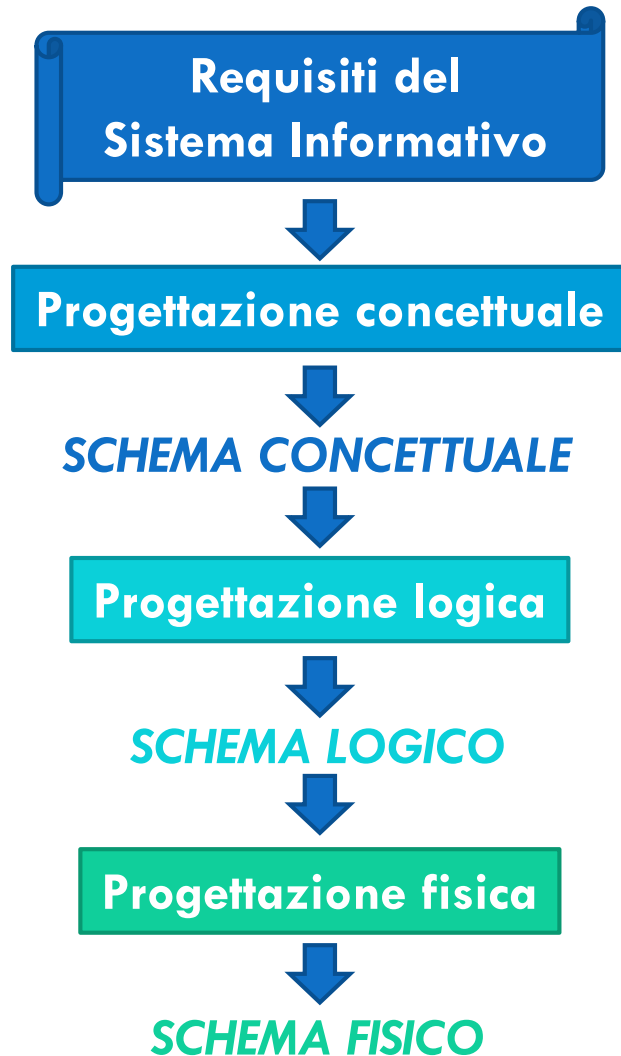 Requisiti del
Sistema Informativo
Progettazione concettuale
SCHEMA CONCETTUALE
Progettazione logica
SCHEMA LOGICO
Progettazione fisica
SCHEMA FISICO